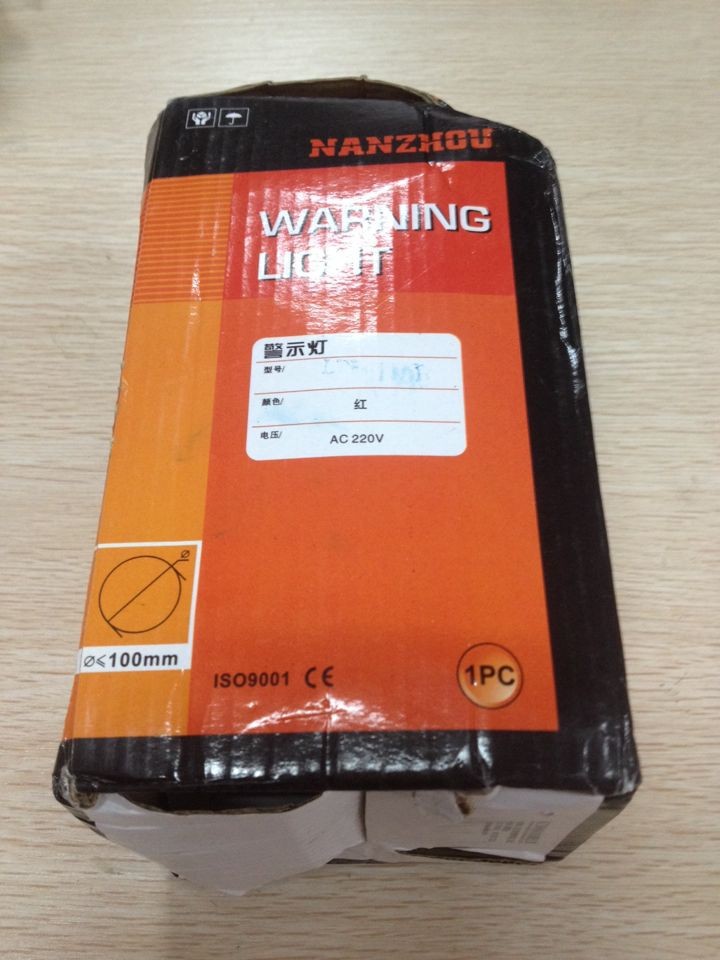 NANZHOU
WARNING
LIGHT
警示灯
型号/
颜色/ 红
电压/ AC 220V
Ø
Ø≤100mm
ISO9001 CE
1PC